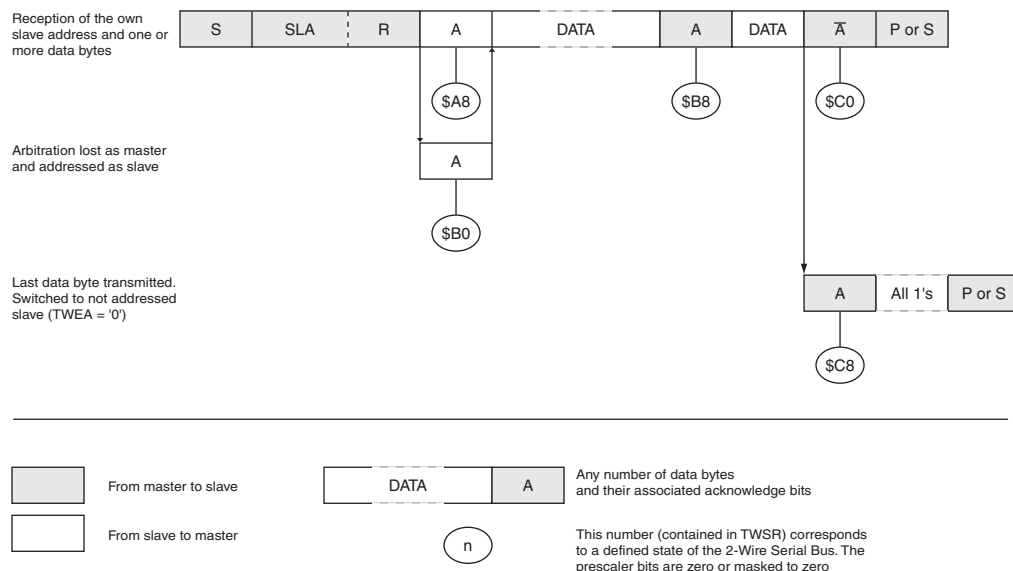 Reception of the own
slave address and one or
more data bytes
S SLA R A DATA A DATA A̅ P or S
$A8 $B8 $C0
Arbitration lost as master
and addressed as slave
A
$B0
Last data byte transmitted.
Switched to not addressed
slave (TWEA = '0')
A All 1's P or S
$C8
From master to slave
DATA A
Any number of data bytes
and their associated acknowledge bits
From slave to master
n
This number (contained in TWSR) corresponds
to a defined state of the 2-Wire Serial Bus. The
prescaler bits are zero or masked to zero